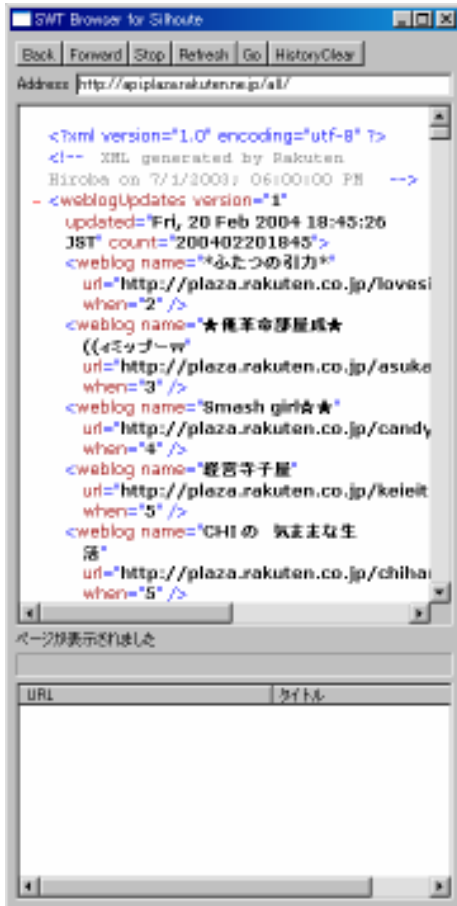 SWT Browser for Silhoute
Back Forward Stop Refresh Go HistoryClear
Address http://api.plaza.rakuten.ne.jp/all/
<?xml version="1.0" encoding="utf-8" ?>
<!-- XML generated by Rakuten
Hiroba on 7/1/2003; 06:00:00 PM -->
- <weblogUpdates version="1"
updated="Fri, 20 Feb 2004 18:45:26
JST" count="200402201845">
<weblog name="*ふたつの引力*"
url="http://plaza.rakuten.co.jp/lovesi
when="2" />
<weblog name="★俺革命部屋成★
url="http://plaza.rakuten.co.jp/asuka
when="3" />
<weblog name="Smash girl★★"
url="http://plaza.rakuten.co.jp/candy
when="4" />
<weblog name="経営寺子屋"
url="http://plaza.rakuten.co.jp/keieit
when="5" />
<weblog name="CHIの 気ままな生
活"
url="http://plaza.rakuten.co.jp/chihar
when="5" />
ページが表示されました
URL タイトル